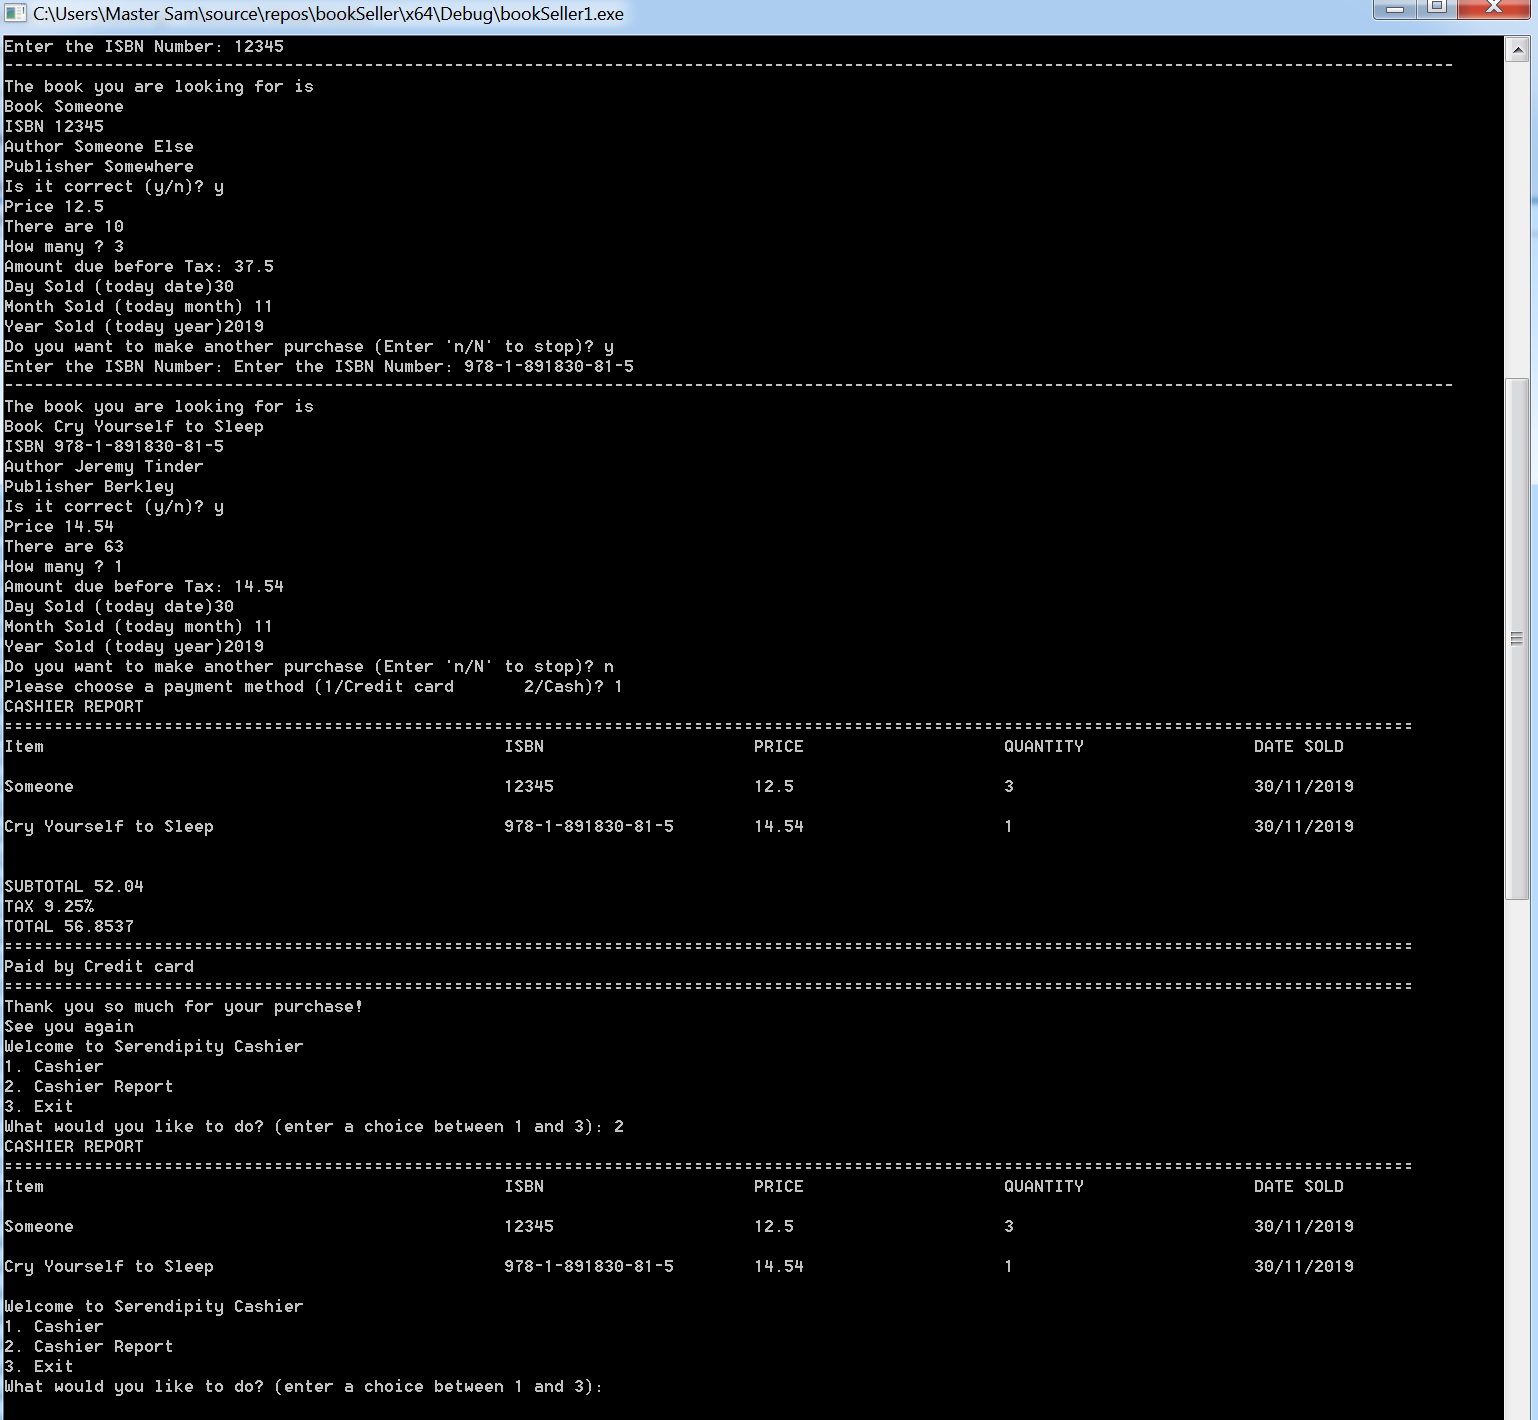 C:\Users\Master Sam\source\repos\bookSeller\x64\Debug\bookSeller1.exe
Enter the ISBN Number: 12345
-------------------------------------------------------------------------------------------------------------------------------------------------
The book you are looking for is
Book Someone
ISBN 12345
Author Someone Else
Publisher Somewhere
Is it correct (y/n)? y
Price 12.5
There are 10
How many ? 3
Amount due before Tax: 37.5
Day Sold (today date)30
Month Sold (today month) 11
Year Sold (today year)2019
Do you want to make another purchase (Enter 'n/N' to stop)? y
Enter the ISBN Number: Enter the ISBN Number: 978-1-891830-81-5
-------------------------------------------------------------------------------------------------------------------------------------------------
The book you are looking for is
Book Cry Yourself to Sleep
ISBN 978-1-891830-81-5
Author Jeremy Tinder
Publisher Berkley
Is it correct (y/n)? y
Price 14.54
There are 63
How many ? 1
Amount due before Tax: 14.54
Day Sold (today date)30
Month Sold (today month) 11
Year Sold (today year)2019
Do you want to make another purchase (Enter 'n/N' to stop)? n
Please choose a payment method (1/Credit card       2/Cash)? 1
CASHIER REPORT
---------------------------------------------------------------------------------------------------------------------------------------------
Item                                              ISBN                     PRICE                    QUANTITY                 DATE SOLD
Someone                                           12345                    12.5                     3                        30/11/2019
Cry Yourself to Sleep                             978-1-891830-81-5        14.54                    1                        30/11/2019
SUBTOTAL 52.04
TAX 9.25%
TOTAL 56.8537
---------------------------------------------------------------------------------------------------------------------------------------------
Paid by Credit card
---------------------------------------------------------------------------------------------------------------------------------------------
Thank you so much for your purchase!
See you again
Welcome to Serendipity Cashier
1. Cashier
2. Cashier Report
3. Exit
What would you like to do? (enter a choice between 1 and 3): 2
CASHIER REPORT
---------------------------------------------------------------------------------------------------------------------------------------------
Item                                              ISBN                     PRICE                    QUANTITY                 DATE SOLD
Someone                                           12345                    12.5                     3                        30/11/2019
Cry Yourself to Sleep                             978-1-891830-81-5        14.54                    1                        30/11/2019
Welcome to Serendipity Cashier
1. Cashier
2. Cashier Report
3. Exit
What would you like to do? (enter a choice between 1 and 3):